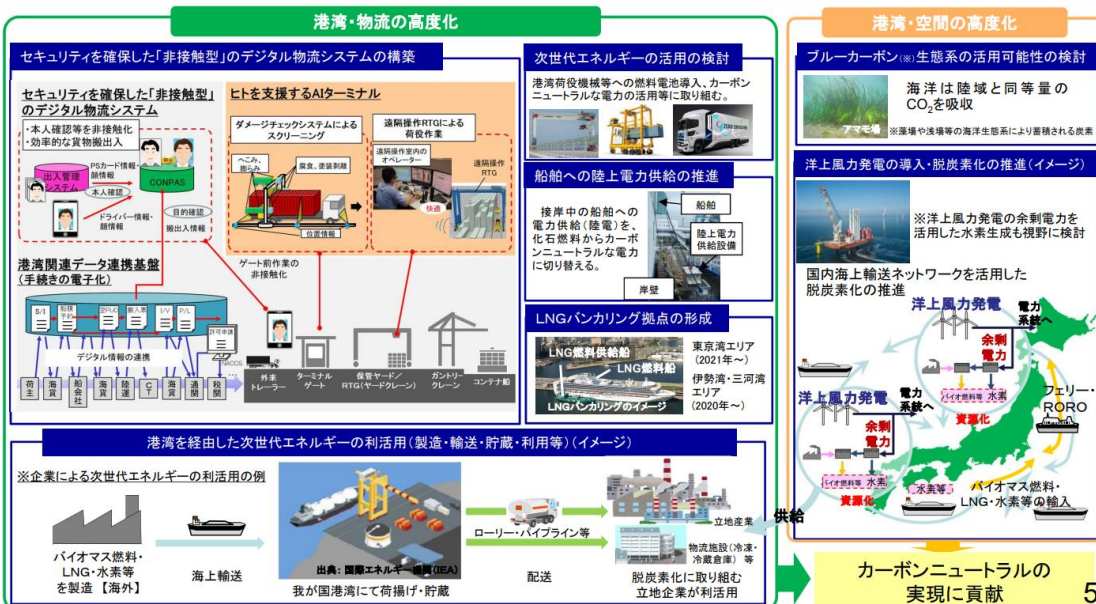 港湾・物流の高度化
セキュリティを確保した「非接触型」のデジタル物流システムの構築
セキュリティを確保した「非接触型」
のデジタル物流システム
・本人確認等を非接触化
・効率的な貨物搬出入
PSカード情報・
顔情報
出入管理
システム
本人確認
CONPAS
ドライバー情報・
顔情報
目的確認
搬出入情報
ヒトを支援するAIターミナル
ダメージチェックシステムによる
スクリーニング
へこみ、
膨らみ
腐食、塗装剥離
位置情報
遠隔操作RTGによる
荷役作業
遠隔操作室内の
オペレーター
遠隔操作
RTG
快適
ゲート前作業の
非接触化
港湾関連データ連携基盤
(手続きの電子化)
S/I
船積
予約
空PUO
搬入票
I/V
P/L
許可申請
NACCS
デジタル情報の連携
荷主
海貨
船会社
海貨
陸運
CT
海貨
通関
税関
外来
トレーラー
ターミナル
ゲート
保管ヤード・
RTG(ヤードクレーン)
ガントリー
クレーン
コンテナ船
次世代エネルギーの活用の検討
港湾荷役機械等への燃料電池導入、カーボン
ニュートラルな電力の活用等に取り組む。
船舶への陸上電力供給の推進
接岸中の船舶への
電力供給(陸電)を、
化石燃料からカーボ
ンニュートラルな電力
に切り替える。
船舶
陸上電力
供給設備
岸壁
LNGバンカリング拠点の形成
LNG燃料供給船
LNG燃料船
LNGバンカリングのイメージ
東京湾エリア
(2021年~)
伊勢湾・三河湾
エリア
(2020年~)
港湾を経由した次世代エネルギーの利活用(製造・輸送・貯蔵・利用等)(イメージ)
※企業による次世代エネルギーの利活用の例
バイオマス燃料・
LNG・水素等
を製造【海外】
海上輸送
出典:国際エネルギー機関(IEA)
我が国港湾にて荷揚げ・貯蔵
ローリー・パイプライン等
配送
立地産業
物流施設(冷凍・
冷蔵倉庫)等
脱炭素化に取り組む
立地企業が利活用
港湾・空間の高度化
ブルーカーボン(※)生態系の活用可能性の検討
アマモ場
海洋は陸域と同等量の
CO₂を吸収
※藻場や浅場等の海洋生態系により蓄積される炭素
洋上風力発電の導入・脱炭素化の推進(イメージ)
※洋上風力発電の余剰電力を
活用した水素生成も視野に検討
国内海上輸送ネットワークを活用した
脱炭素化の推進
洋上風力発電
電力
系統へ
余剰
電力
バイオ燃料等
水素
資源化
洋上風力発電
電力
系統へ
余剰
電力
バイオ燃料等
水素
資源化
フェリー・
RORO
水素等
バイオマス燃料・
LNG・水素等の輸入
供給
カーボンニュートラルの
実現に貢献
5